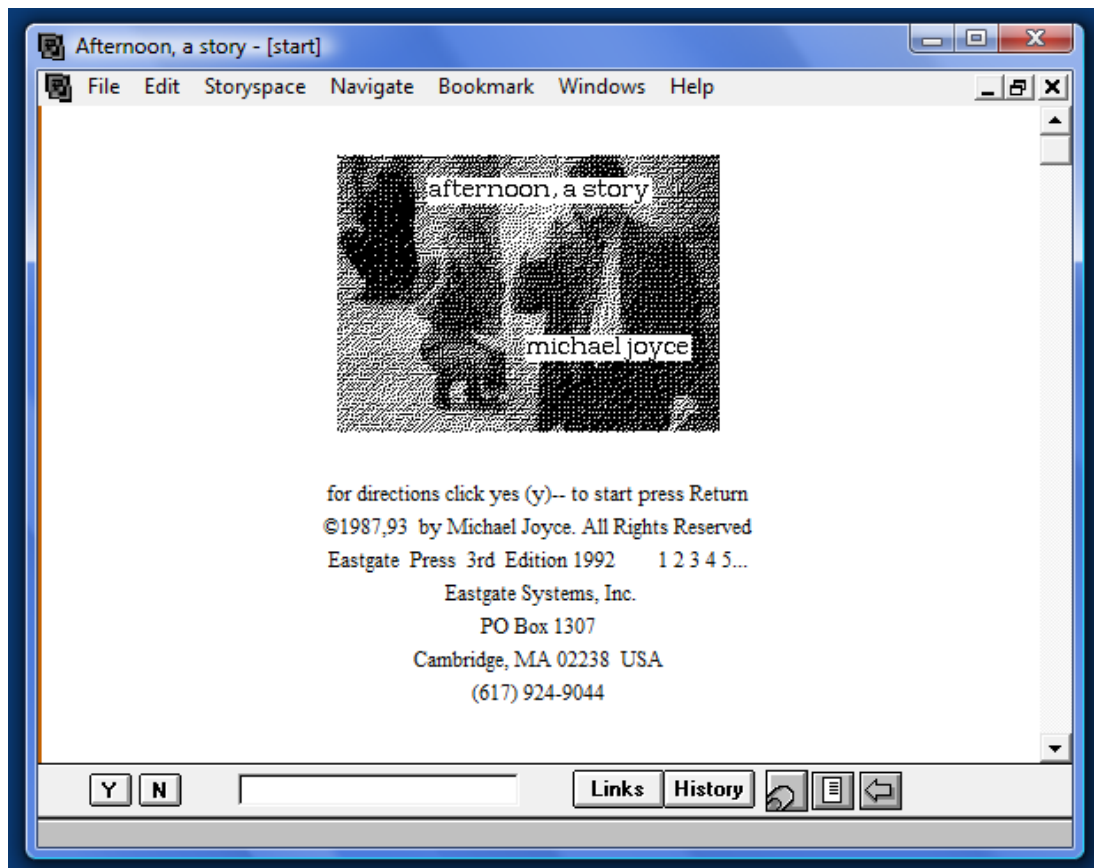 Afternoon, a story - [start]
File Edit Storyspace Navigate Bookmark Windows Help
afternoon, a story
michael joyce
for directions click yes (y)-- to start press Return
©1987,93 by Michael Joyce. All Rights Reserved
Eastgate Press 3rd Edition 1992 1 2 3 4 5...
Eastgate Systems, Inc.
PO Box 1307
Cambridge, MA 02238 USA
(617) 924-9044
Y N Links History